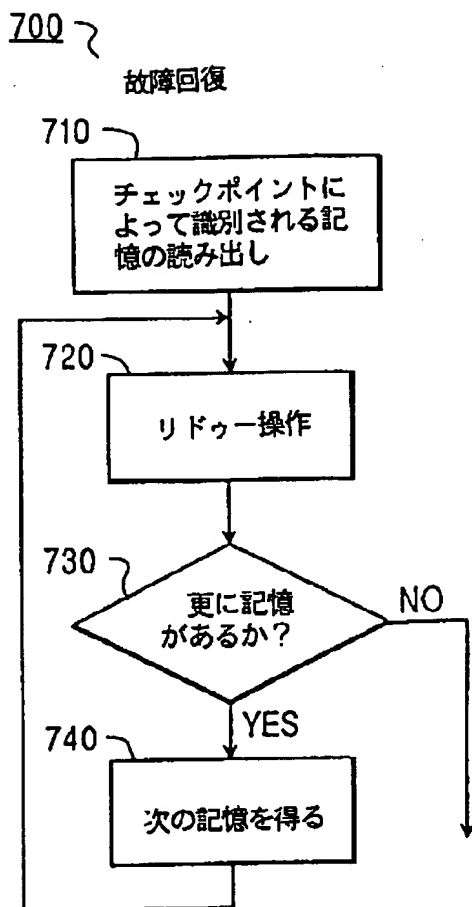 700
故障回復
710
チェックポイントに
よって識別される記
憶の読み出し
720
リドゥー操作
730
更に記憶
があるか？
NO
YES
740
次の記憶を得る